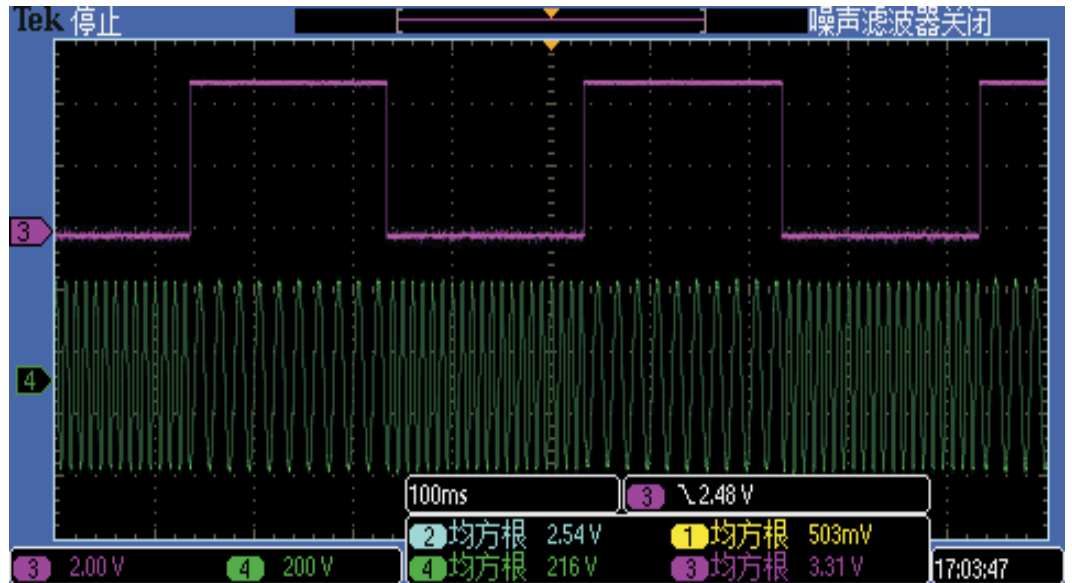 Tek 停止 噪声滤波器关闭
3
4
100ms 3 2.48 V
2 均方根 2.54 V 1 均方根 503mV
3 2.00 V 4 200 V 4 均方根 216 V 3 均方根 3.31 V 17:03:47